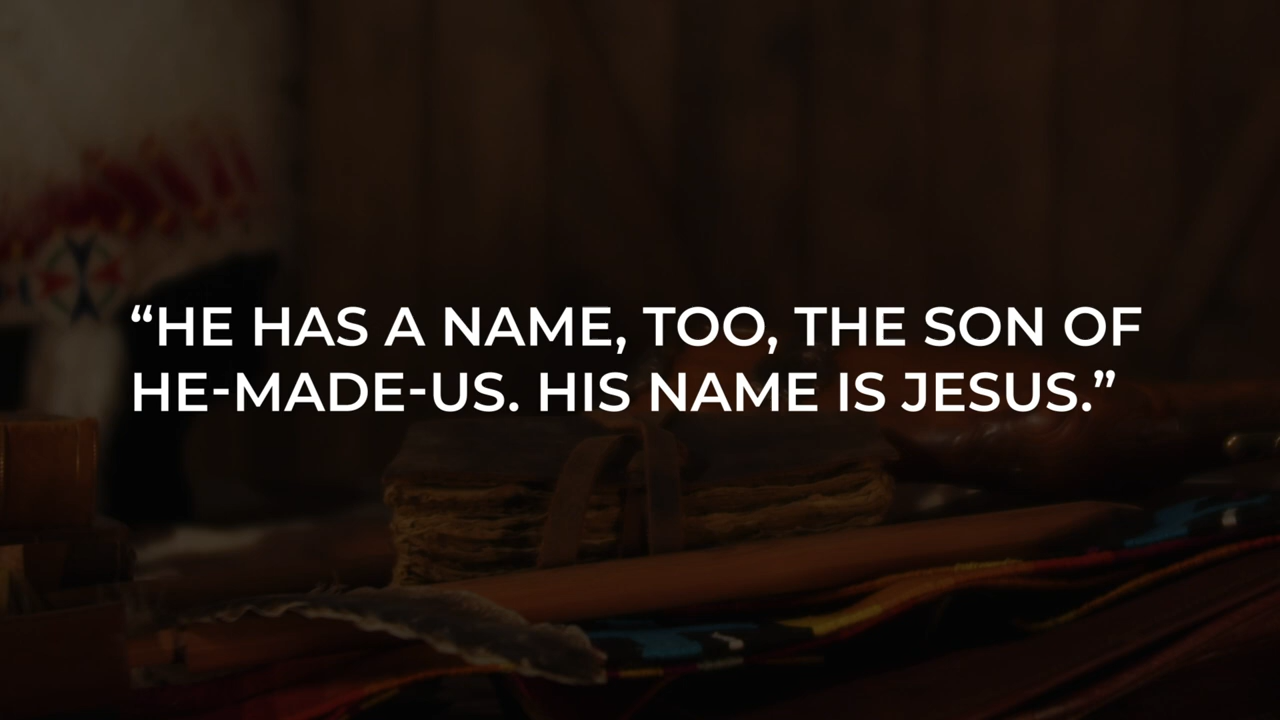 “HE HAS A NAME, TOO, THE SON OF
HE-MADE-US. HIS NAME IS JESUS.”